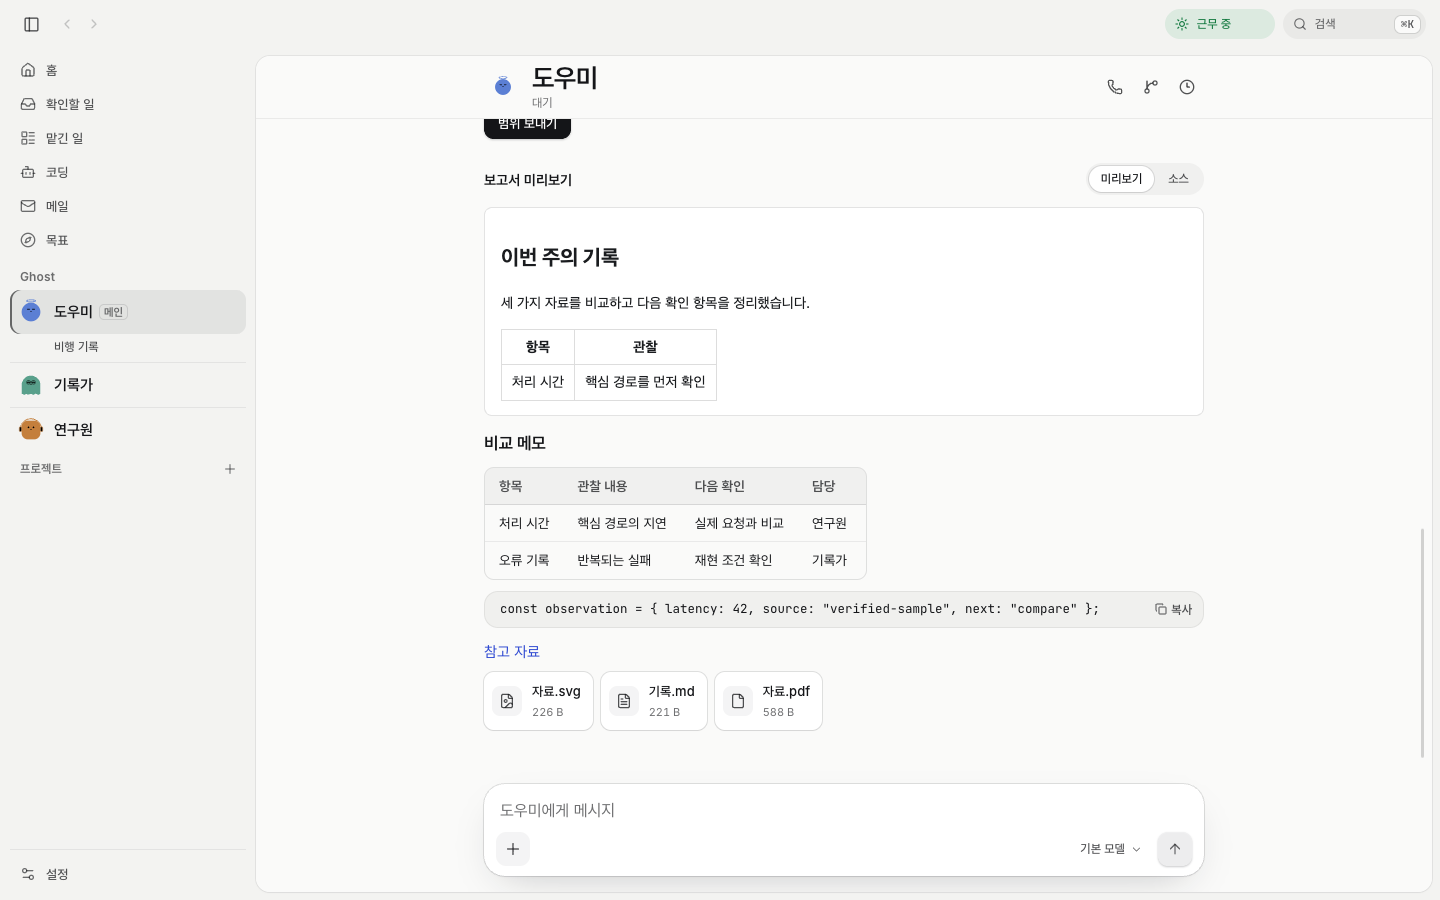 근무 중
검색
⌘K
홈
확인할 일
맡긴 일
코딩
메일
목표
Ghost
도우미 메인
비행 기록
기록가
연구원
프로젝트
설정
도우미
대기
범위 보내기
보고서 미리보기
미리보기 소스
이번 주의 기록
세 가지 자료를 비교하고 다음 확인 항목을 정리했습니다.
항목 관찰
처리 시간 핵심 경로를 먼저 확인
비교 메모
항목 관찰 내용 다음 확인 담당
처리 시간 핵심 경로의 지연 실제 요청과 비교 연구원
오류 기록 반복되는 실패 재현 조건 확인 기록가
const observation = { latency: 42, source: "verified-sample", next: "compare" };
복사
참고 자료
자료.svg
226 B
기록.md
221 B
자료.pdf
588 B
도우미에게 메시지
기본 모델